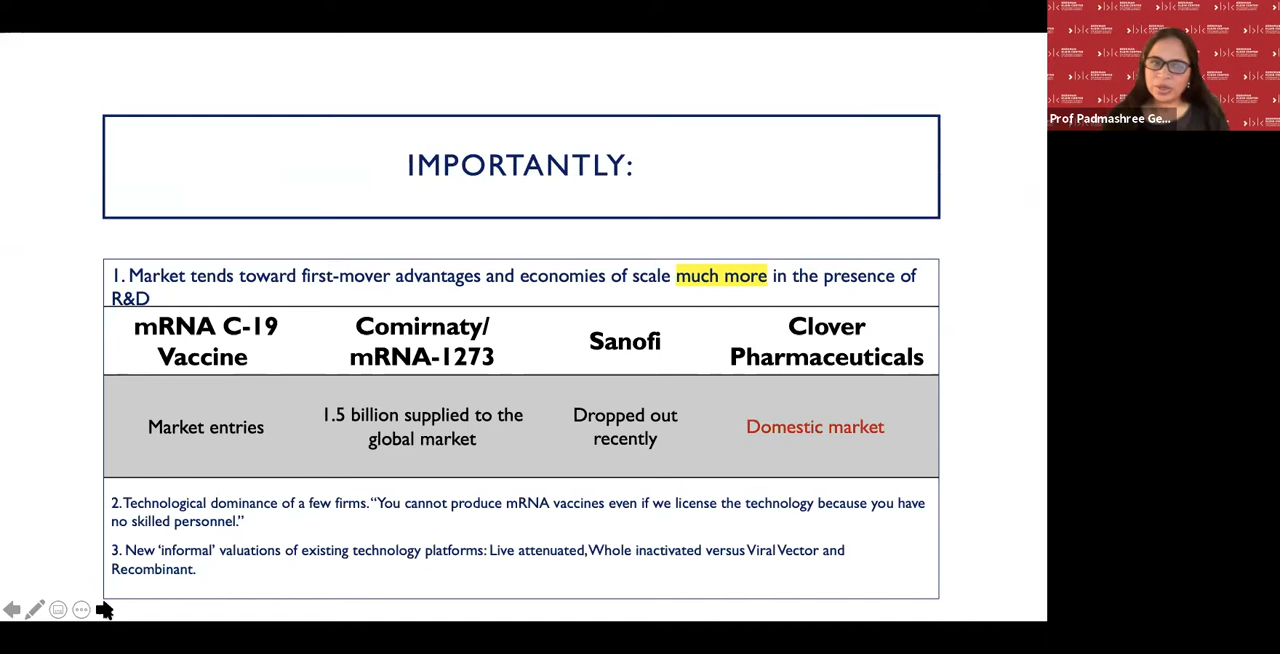 IMPORTANTLY:
1. Market tends toward first-mover advantages and economies of scale much more in the presence of
R&D
mRNA C-19
Vaccine
Comirnaty/
mRNA-1273
Sanofi
Clover
Pharmaceuticals
Market entries
1.5 billion supplied to the
global market
Dropped out
recently
Domestic market
2. Technological dominance of a few firms. “You cannot produce mRNA vaccines even if we license the technology because you have
no skilled personnel.”
3. New ‘informal’ valuations of existing technology platforms: Live attenuated, Whole inactivated versus Viral Vector and
Recombinant.
Prof Padmashree Ge...